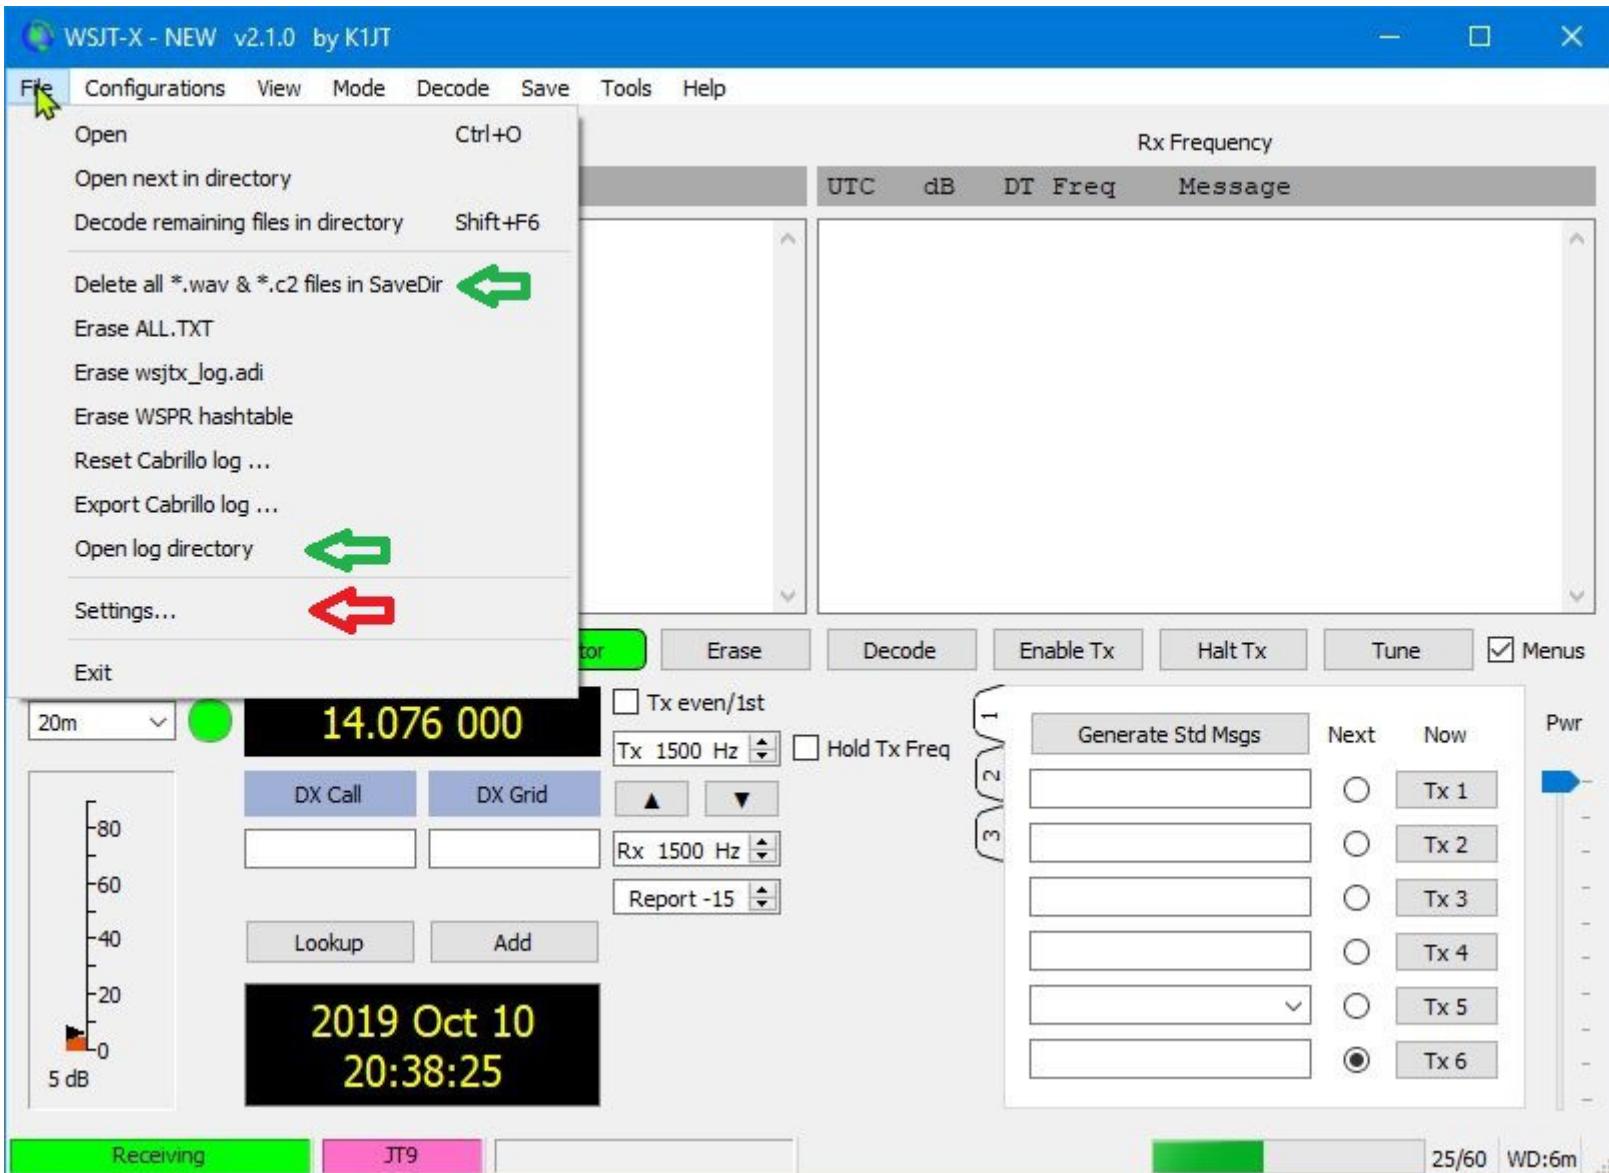 WSJT-X - NEW v2.1.0 by K1JT
File Configurations View Mode Decode Save Tools Help
Open Ctrl+O
Open next in directory
Decode remaining files in directory Shift+F6
Delete all *.wav & *.c2 files in SaveDir
Erase ALL.TXT
Erase wsjtx_log.adi
Erase WSPR hashtable
Reset Cabrillo log ...
Export Cabrillo log ...
Open log directory
Settings...
Exit
Rx Frequency
UTC dB DT Freq Message
Erase Decode Enable Tx Halt Tx Tune Menus
20m
14.076 000
Tx even/1st
Tx 1500 Hz
Hold Tx Freq
DX Call DX Grid
Rx 1500 Hz
Report -15
Lookup Add
2019 Oct 10
20:38:25
80
60
40
20
0
5 dB
1
2
3
Generate Std Msgs Next Now
Pwr
Tx 1
Tx 2
Tx 3
Tx 4
Tx 5
Tx 6
Receiving JT9 25/60 WD:6m